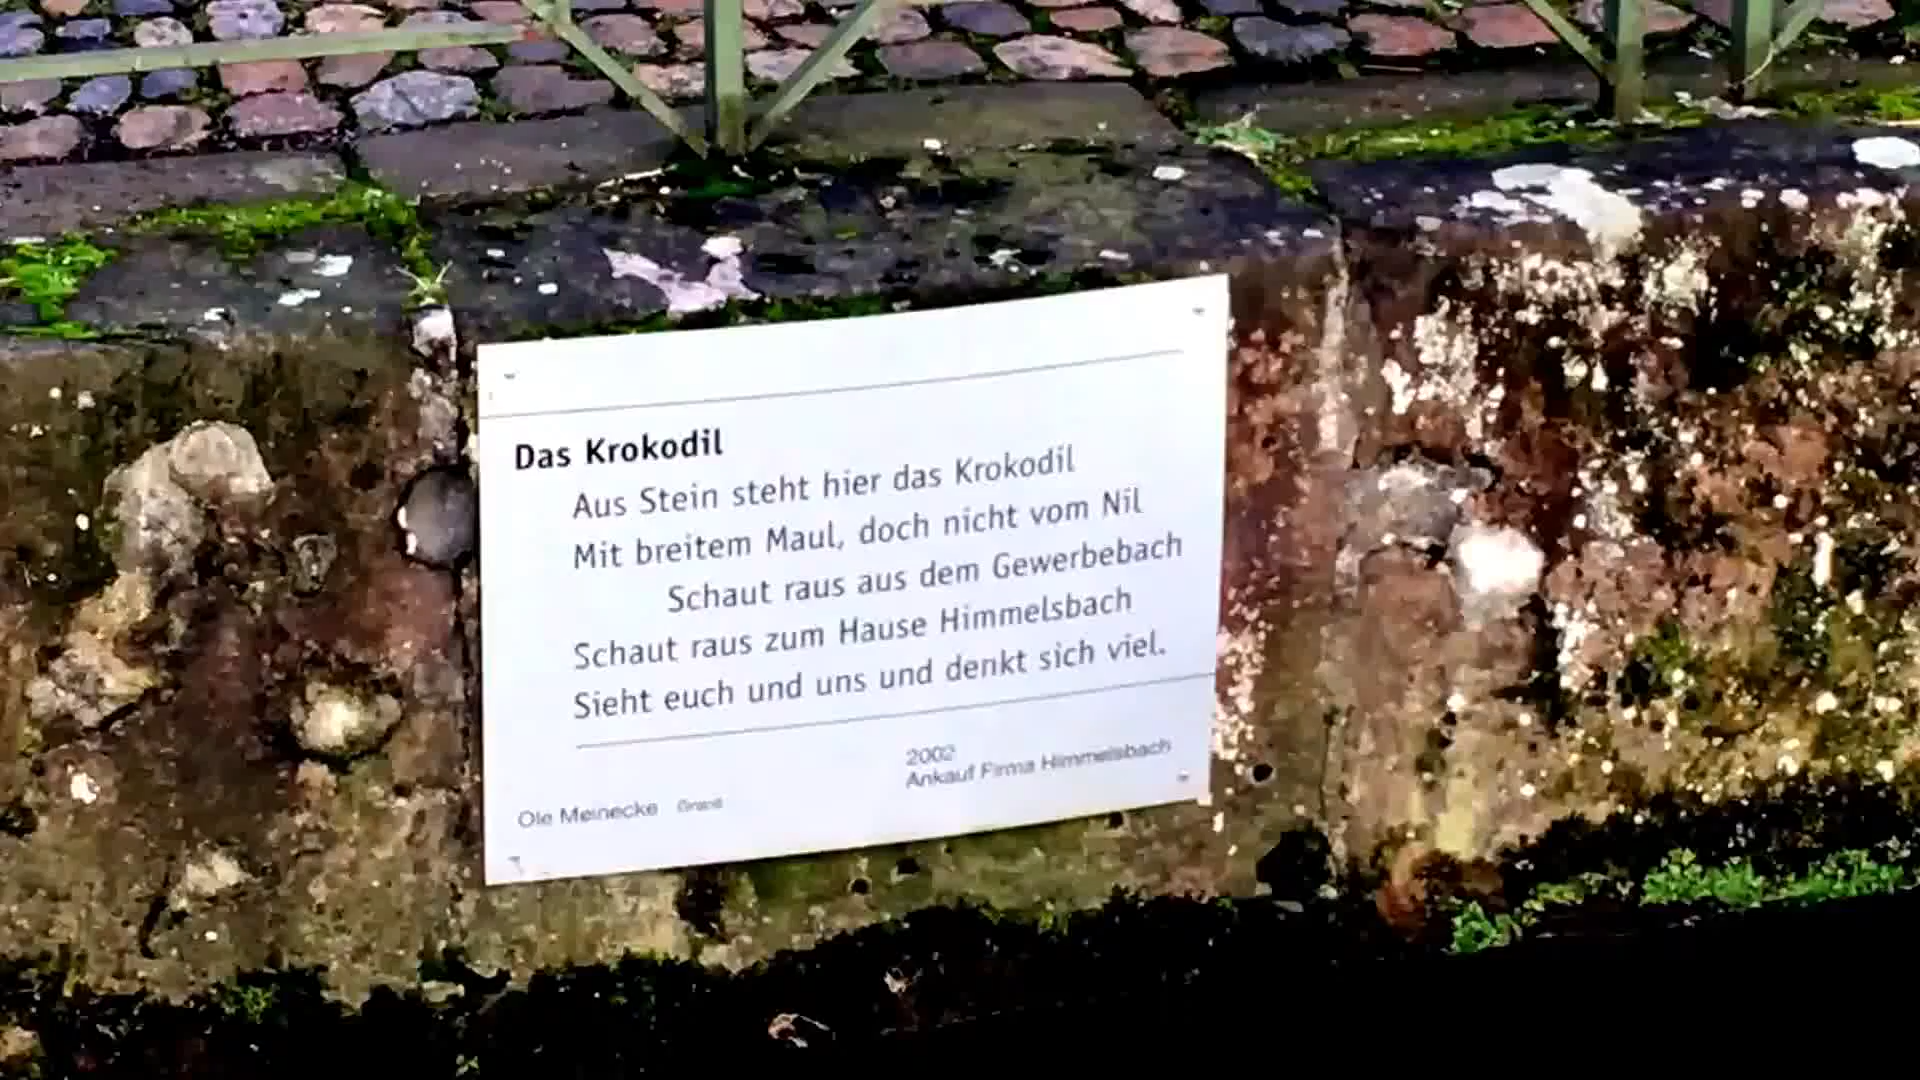 Das Krokodil
Aus Stein steht hier das Krokodil
Mit breitem Maul, doch nicht vom Nil
Schaut raus aus dem Gewerbebach
Schaut raus zum Hause Himmelsbach
Sieht euch und uns und denkt sich viel.
2002
Ankauf Firma Himmelsbach
Ole Meinecke